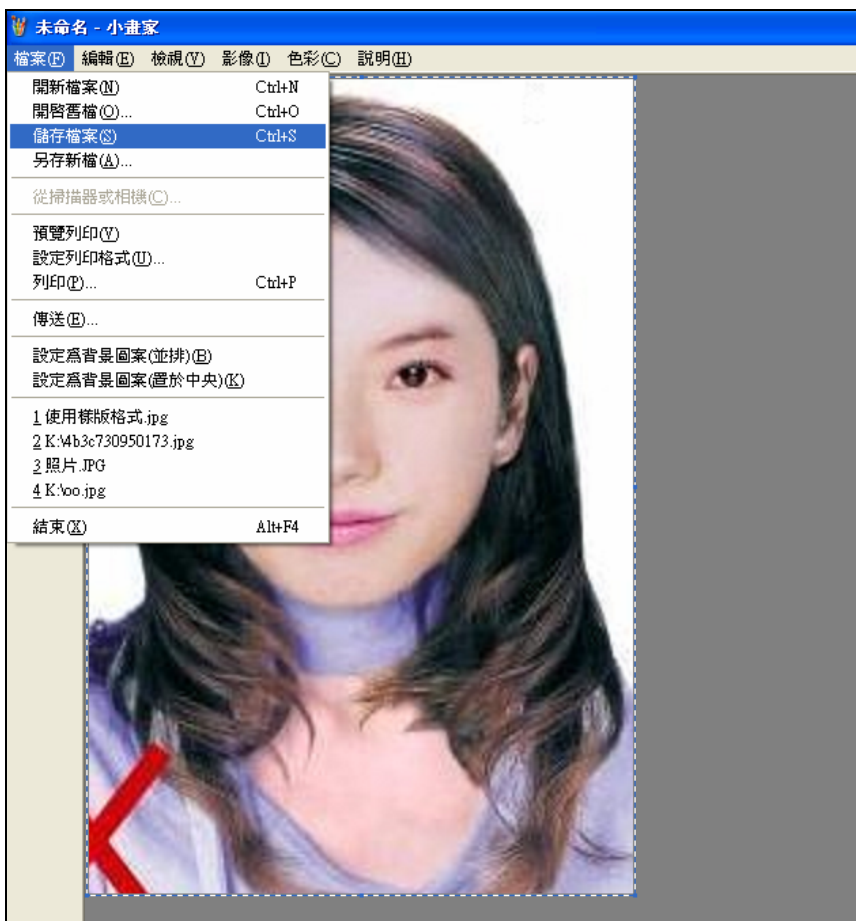 未命名 - 小畫家
檔案(F) 編輯(E) 檢視(V) 影像(I) 色彩(C) 說明(H)
開新檔案(N) Ctrl+N
開啓舊檔(O)... Ctrl+O
儲存檔案(S) Ctrl+S
另存新檔(A)...
從掃描器或相機(C)...
預覽列印(V)
設定列印格式(U)...
列印(P)... Ctrl+P
傳送(E)...
設定爲背景圖案(並排)(B)
設定爲背景圖案(置於中央)(K)
1 使用樣版格式.jpg
2 K:\4b3c730950173.jpg
3 照片.JPG
4 K:\oo.jpg
結束(X) Alt+F4